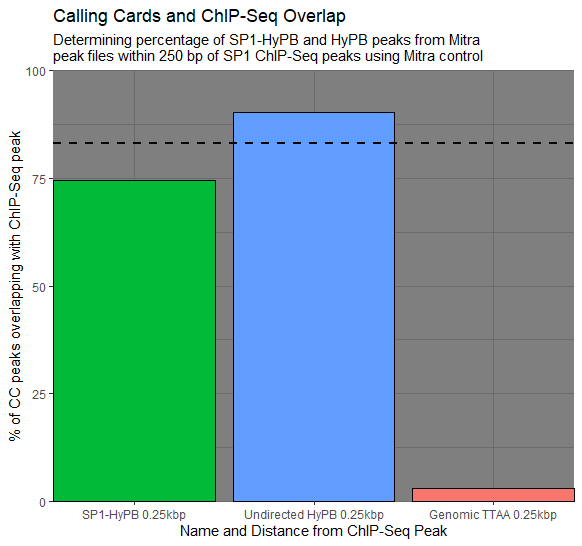 Calling Cards and ChIP-Seq Overlap
Determining percentage of SP1-HyPB and HyPB peaks from Mitra
peak files within 250 bp of SP1 ChIP-Seq peaks using Mitra control
% of CC peaks overlapping with ChIP-Seq peak
100
75
50
25
0
SP1-HyPB 0.25kbp
Undirected HyPB 0.25kbp
Genomic TTAA 0.25kbp
Name and Distance from ChIP-Seq Peak